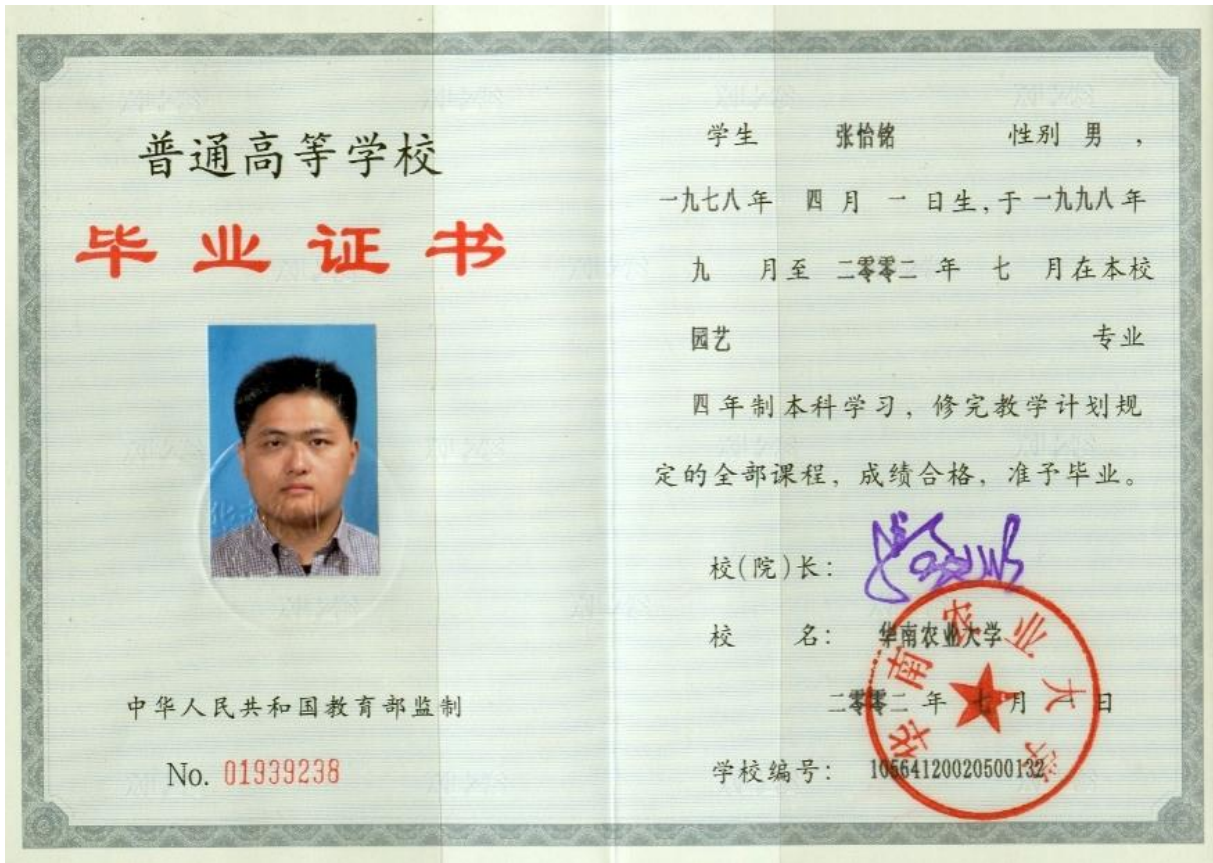 普通高等学校
毕业证书
中华人民共和国教育部监制
No. 01939238
学生 张恰铭 性别 男 ,
一九七八年 四 月 一 日生,于 一九九八年
九 月至 二零零二 年 七 月在本校
园艺 专业
四年制本科学习，修完教学计划规
定的全部课程，成绩合格，准予毕业。
校(院)长：
校 名： 华南农业大学
二零零二 年 七 月 日
学校编号： 10564120020500132
华南农业大学